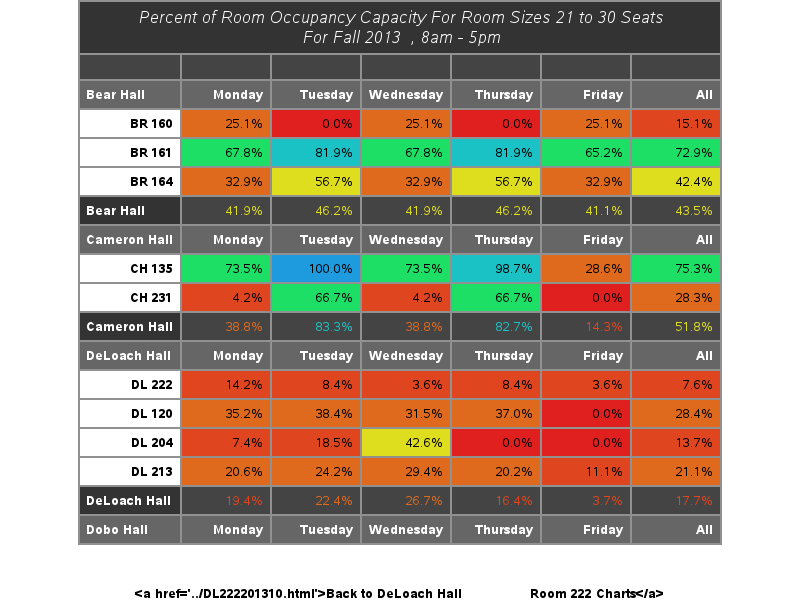 Percent of Room Occupancy Capacity For Room Sizes 21 to 30 Seats
For Fall 2013 , 8am - 5pm
Bear Hall Monday Tuesday Wednesday Thursday Friday All
BR 160 25.1% 0.0% 25.1% 0.0% 25.1% 15.1%
BR 161 67.8% 81.9% 67.8% 81.9% 65.2% 72.9%
BR 164 32.9% 56.7% 32.9% 56.7% 32.9% 42.4%
Bear Hall 41.9% 46.2% 41.9% 46.2% 41.1% 43.5%
Cameron Hall Monday Tuesday Wednesday Thursday Friday All
CH 135 73.5% 100.0% 73.5% 98.7% 28.6% 75.3%
CH 231 4.2% 66.7% 4.2% 66.7% 0.0% 28.3%
Cameron Hall 38.8% 83.3% 38.8% 82.7% 14.3% 51.8%
DeLoach Hall Monday Tuesday Wednesday Thursday Friday All
DL 222 14.2% 8.4% 3.6% 8.4% 3.6% 7.6%
DL 120 35.2% 38.4% 31.5% 37.0% 0.0% 28.4%
DL 204 7.4% 18.5% 42.6% 0.0% 0.0% 13.7%
DL 213 20.6% 24.2% 29.4% 20.2% 11.1% 21.1%
DeLoach Hall 19.4% 22.4% 26.7% 16.4% 3.7% 17.7%
Dobo Hall Monday Tuesday Wednesday Thursday Friday All
<a href='../DL222201310.html'>Back to DeLoach Hall Room 222 Charts</a>